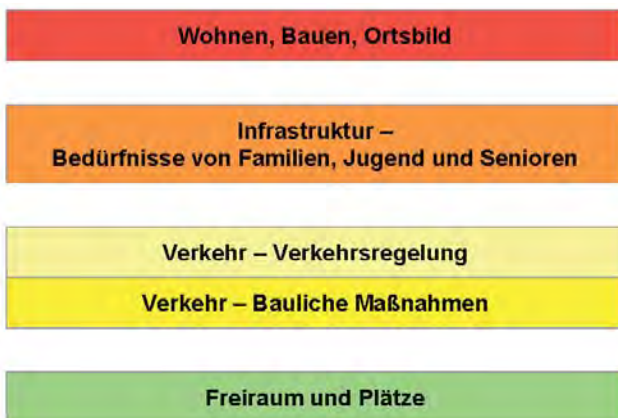 Wohnen, Bauen, Ortsbild
Infrastruktur –
Bedürfnisse von Familien, Jugend und Senioren
Verkehr – Verkehrsregelung
Verkehr – Bauliche Maßnahmen
Freiraum und Plätze